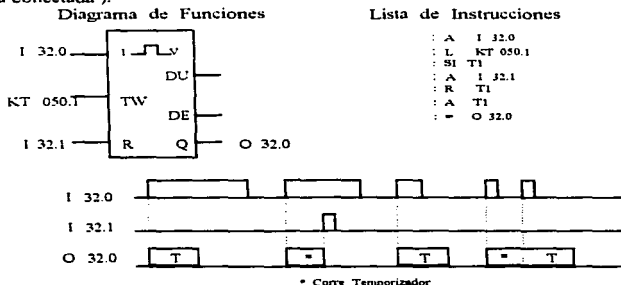 a conectada ).
Diagrama de Funciones
Lista de Instrucciones
I 32.0
1 V
DU
KT 050.1
TW
DE
I 32.1
R Q
O 32.0
: A I 32.0
: L KT 050.1
: SI T1
: A I 32.1
: R T1
: A T1
: = O 32.0
I 32.0
I 32.1
O 32.0
T * T * T
* Corre Temporizador